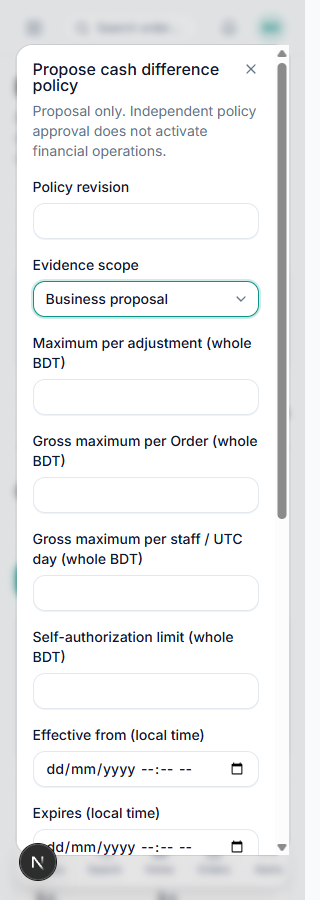 Search order...
Propose cash difference
policy
Proposal only. Independent policy
approval does not activate
financial operations.
Policy revision
Evidence scope
Business proposal
Maximum per adjustment (whole
BDT)
Gross maximum per Order (whole
BDT)
Gross maximum per staff / UTC
day (whole BDT)
Self-authorization limit (whole
BDT)
Effective from (local time)
dd/mm/yyyy --:-- --
Expires (local time)
dd/mm/yyyy --:-- --
N